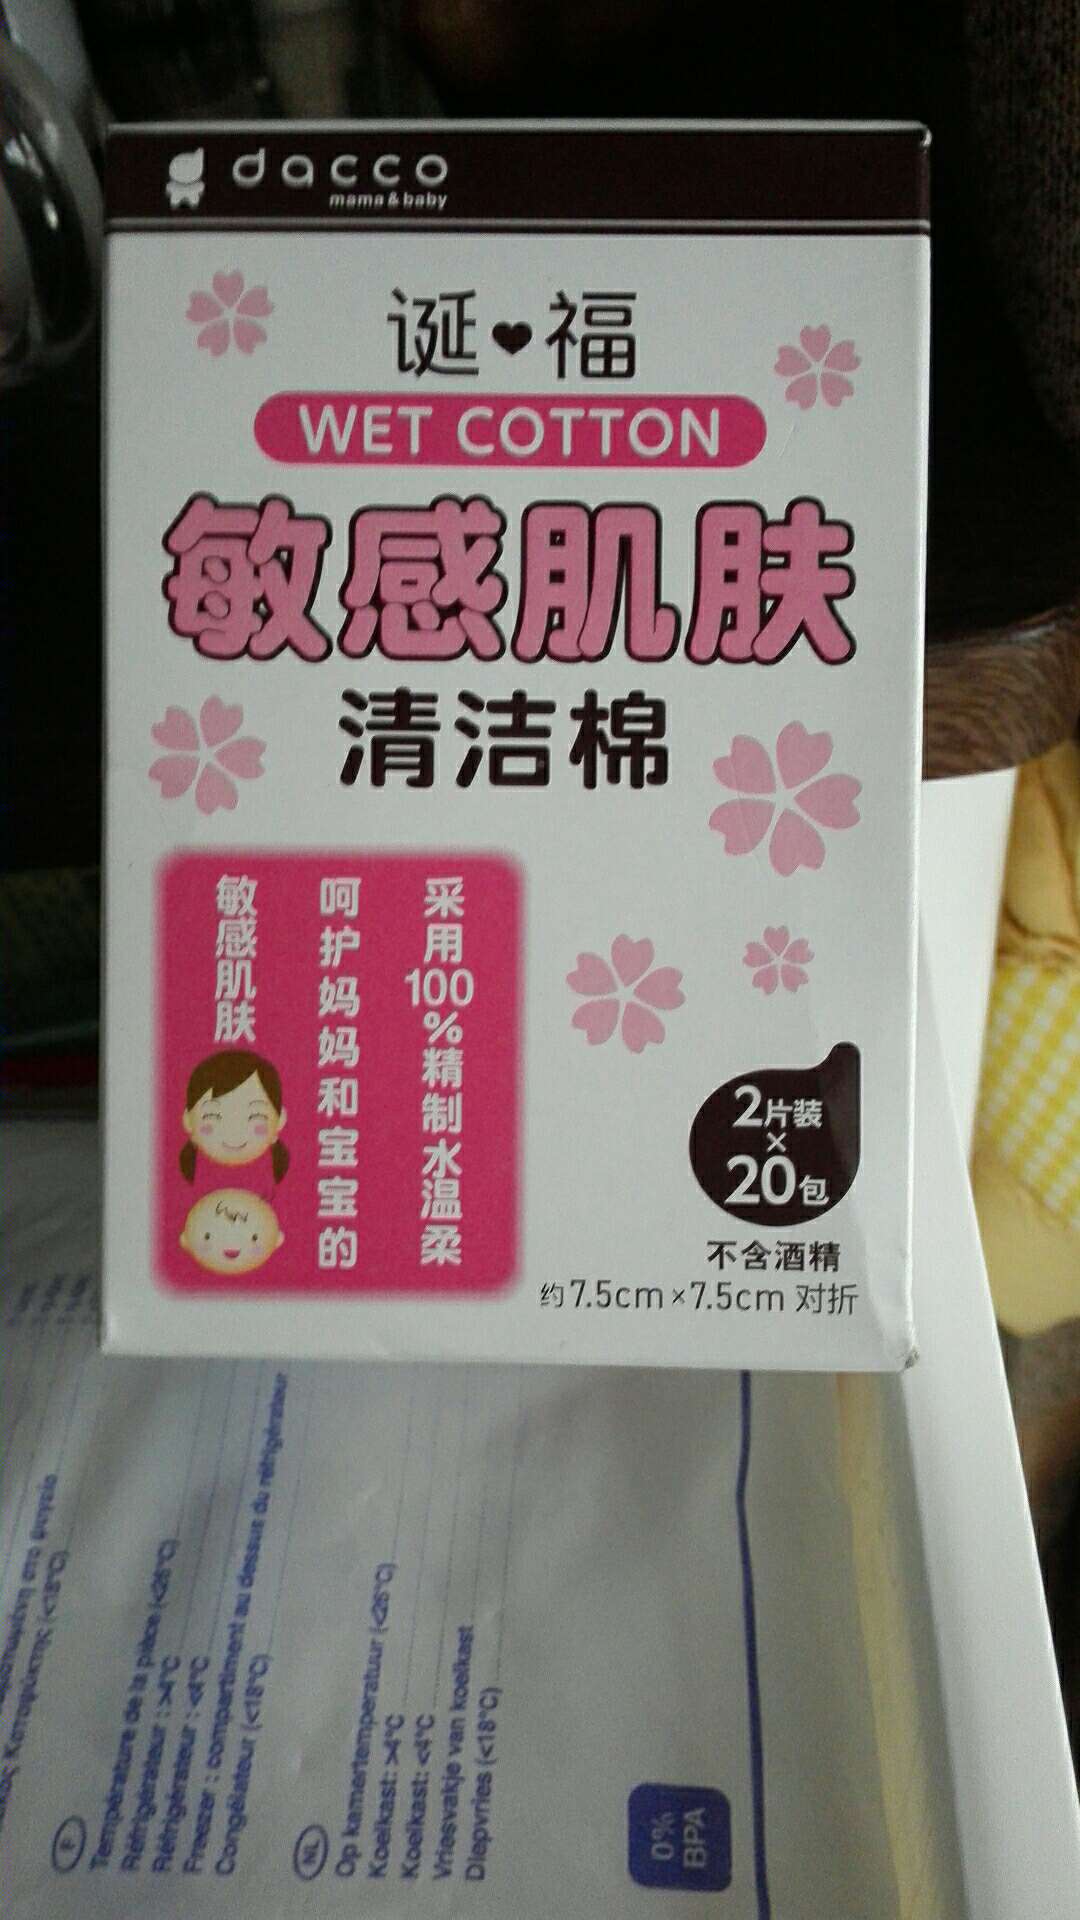 dacco
mama & baby
诞♥福
WET COTTON
敏感肌肤
清洁棉
采用100%精制水温柔
呵护妈妈和宝宝的
敏感肌肤
2片装
×
20包
不含酒精
约7.5cm×7.5cm 对折
F
Température de la pièce (<26°C)
Réfrigérateur : >4°C
Réfrigérateur : <4°C
Freezer : compartiment au dessus du réfrigérateur
Congélateur (<18°C)
NL
Op kamertemperatuur (<26°C)
Koelkast: >4°C
Koelkast: <4°C
Vriesvakje van koelkast
Diepvries (<18°C)
0%
BPA